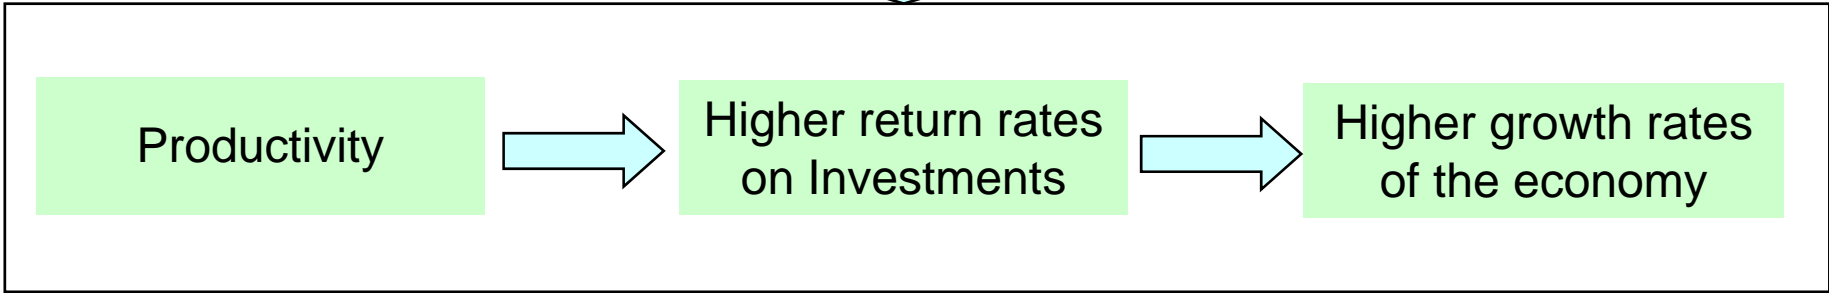 Productivity
Higher return rates
on Investments
Higher growth rates
of the economy